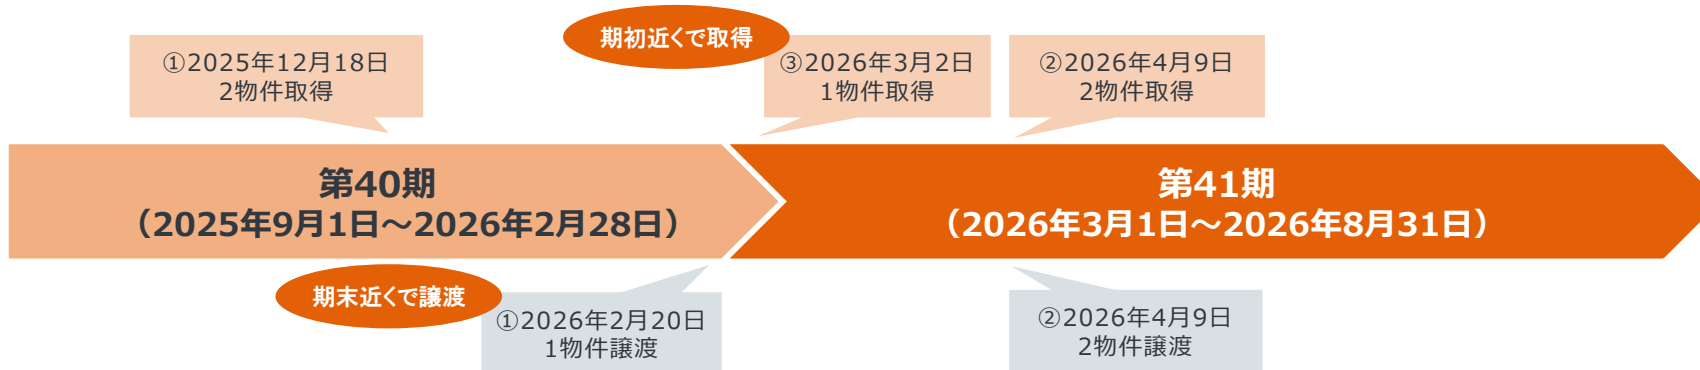 期初近くで取得
①2025年12月18日
2物件取得
③2026年3月2日
1物件取得
②2026年4月9日
2物件取得
第40期
（2025年9月1日～2026年2月28日）
第41期
（2026年3月1日～2026年8月31日）
期末近くで譲渡
①2026年2月20日
1物件譲渡
②2026年4月9日
2物件譲渡